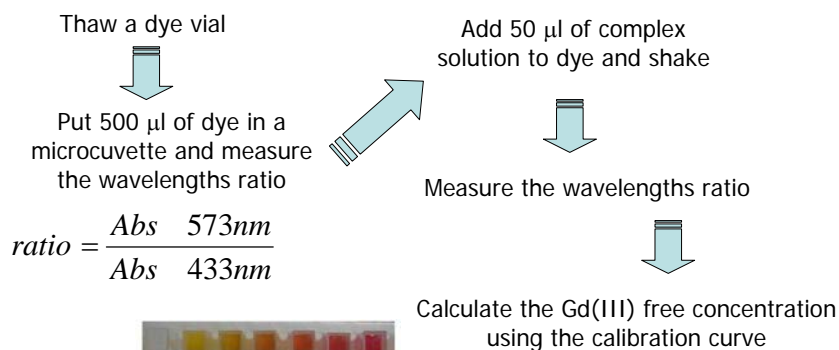 Thaw a dye vial
Put 500 μl of dye in a
microcuvette and measure
the wavelengths ratio
ratio = Abs 573nm
Abs 433nm
Add 50 μl of complex
solution to dye and shake
Measure the wavelengths ratio
Calculate the Gd(III) free concentration
using the calibration curve